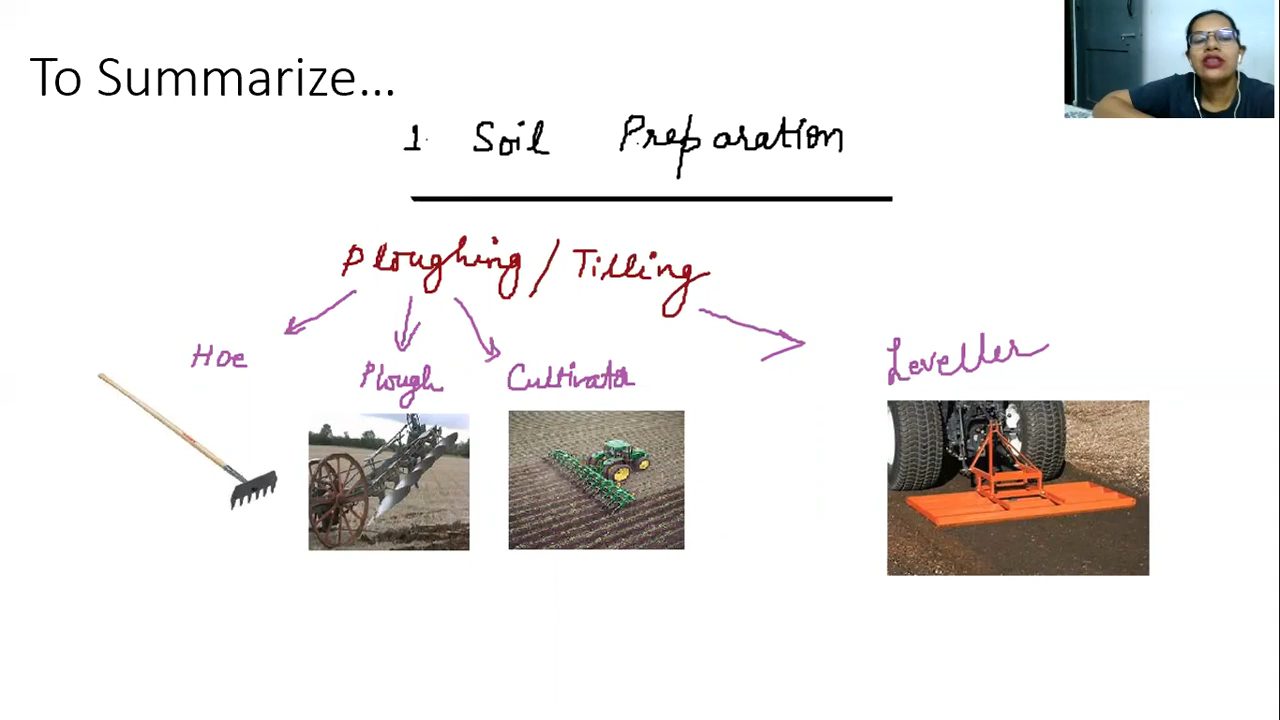 To Summarize...
1. Soil Preparation
Ploughing / Tilling
Hoe
Plough
Cultivator
Leveller